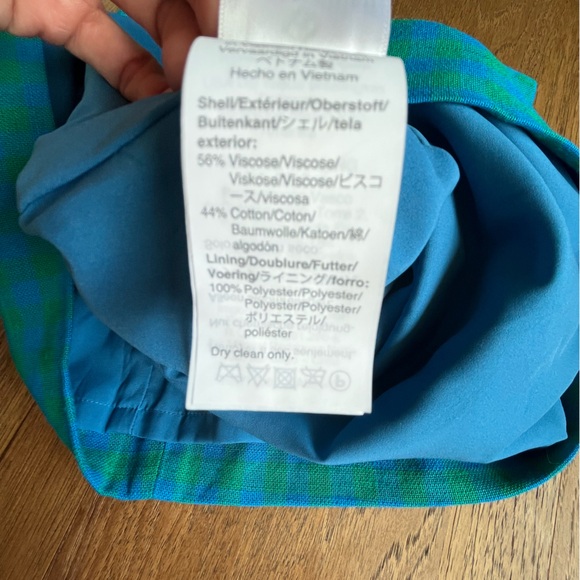 Vervaardigd in Vietnam
ベトナム製
Hecho en Vietnam
Shell/Extérieur/Oberstoff/
Buitenkant/シェル/tela
exterior:
56% Viscose/Viscose/
Viskose/Viscose/ビスコ
ース/viscosa
44% Cotton/Coton/
Baumwolle/Katoen/綿/
algodón
Lining/Doublure/Futter/
Voering/ライニング/forro:
100% Polyester/Polyester/
Polyester/Polyester/
ポリエステル/
poliéster
Dry clean only.
P